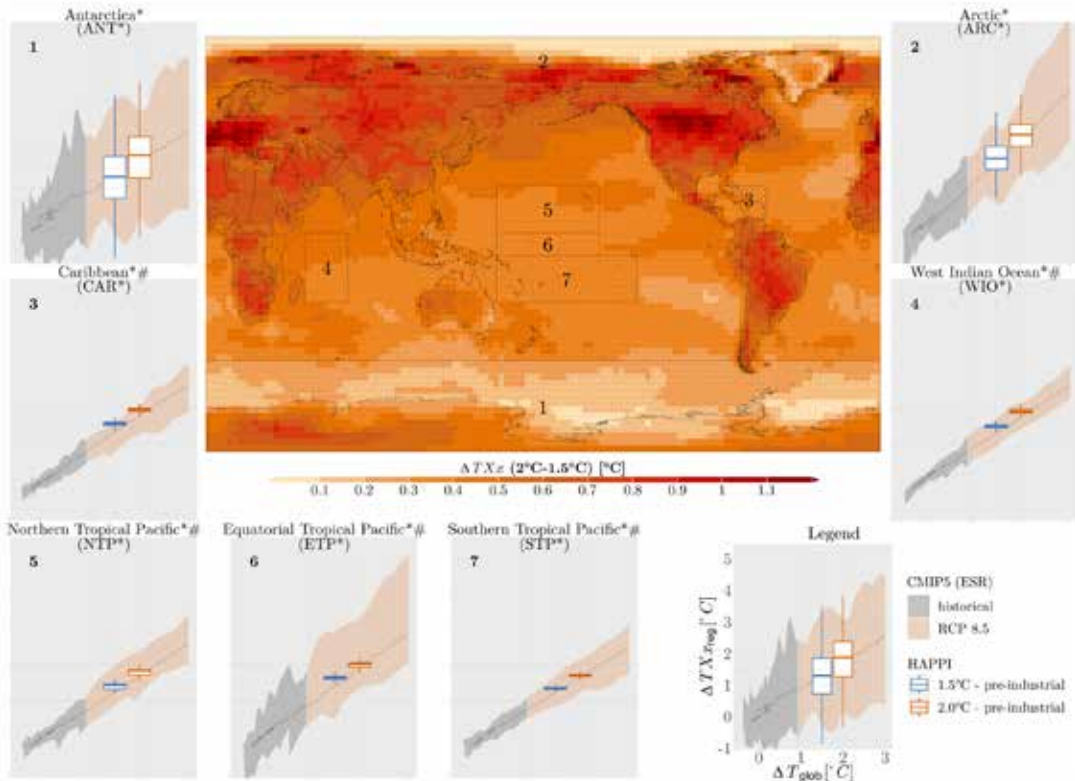 Antarctica*
(ANT*)
1
Arctic*
(ARC*)
2
2
3
4
5
6
7
1
Caribbean*#
(CAR*)
3
West Indian Ocean*#
(WIO*)
4
ΔTXx (2°C-1.5°C) [°C]
0.1 0.2 0.3 0.4 0.5 0.6 0.7 0.8 0.9 1 1.1
Northern Tropical Pacific*#
(NTP*)
5
Equatorial Tropical Pacific*#
(ETP*)
6
Southern Tropical Pacific*#
(STP*)
7
Legend
5
4
3
2
1
0
-1
ΔTXx_reg[°C]
0 1 2 3
ΔT_glob[°C]
CMIP5 (ESR)
historical
RCP 8.5
HAPPI
1.5°C - pre-industrial
2.0°C - pre-industrial